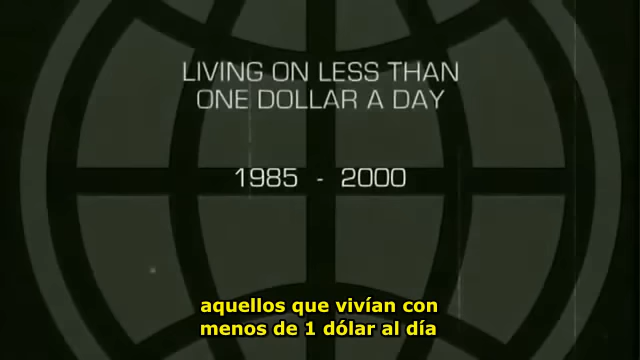 LIVING ON LESS THAN
ONE DOLLAR A DAY
1985 - 2000
aquellos que vivían con
menos de 1 dólar al día